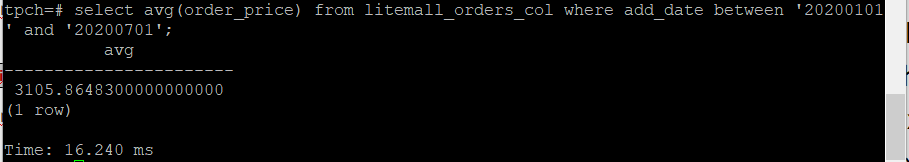 tpch=# select avg(order_price) from litemall_orders_col where add_date between '20200101
' and '20200701';
avg
-----------------------
3105.8648300000000000
(1 row)
Time: 16.240 ms